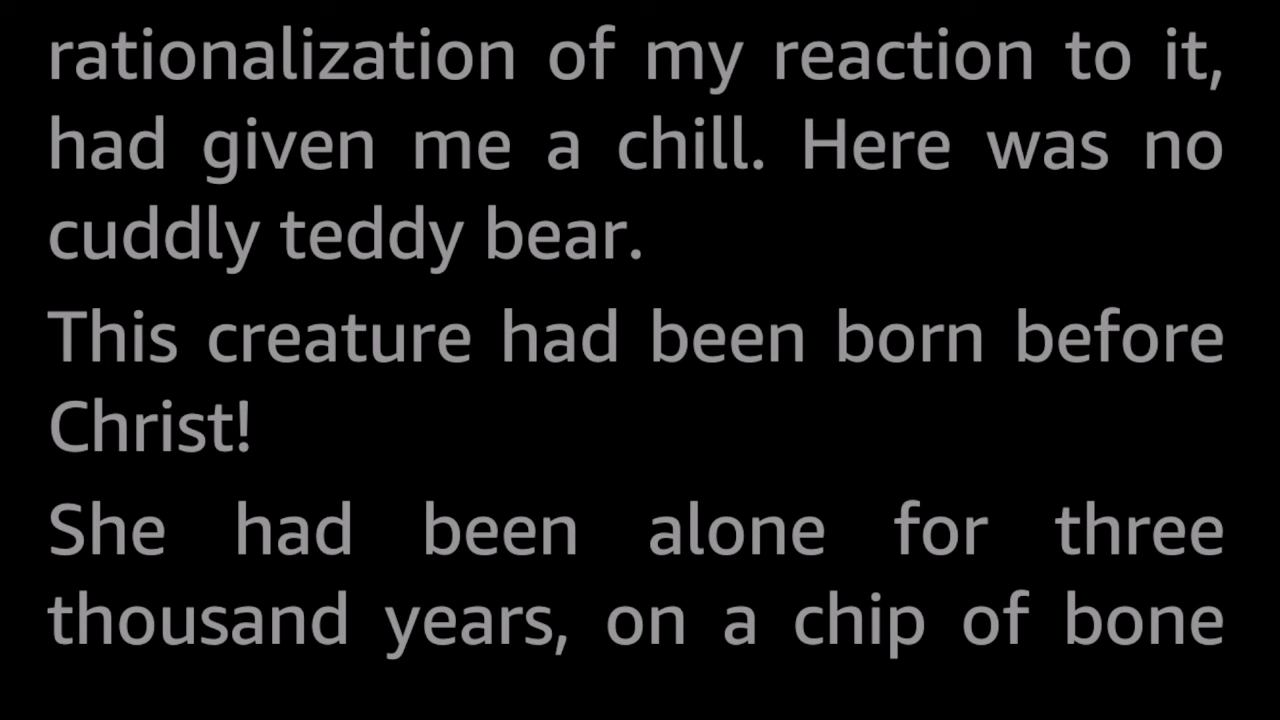 rationalization of my reaction to it,
had given me a chill. Here was no
cuddly teddy bear.
This creature had been born before
Christ!
She had been alone for three
thousand years, on a chip of bone